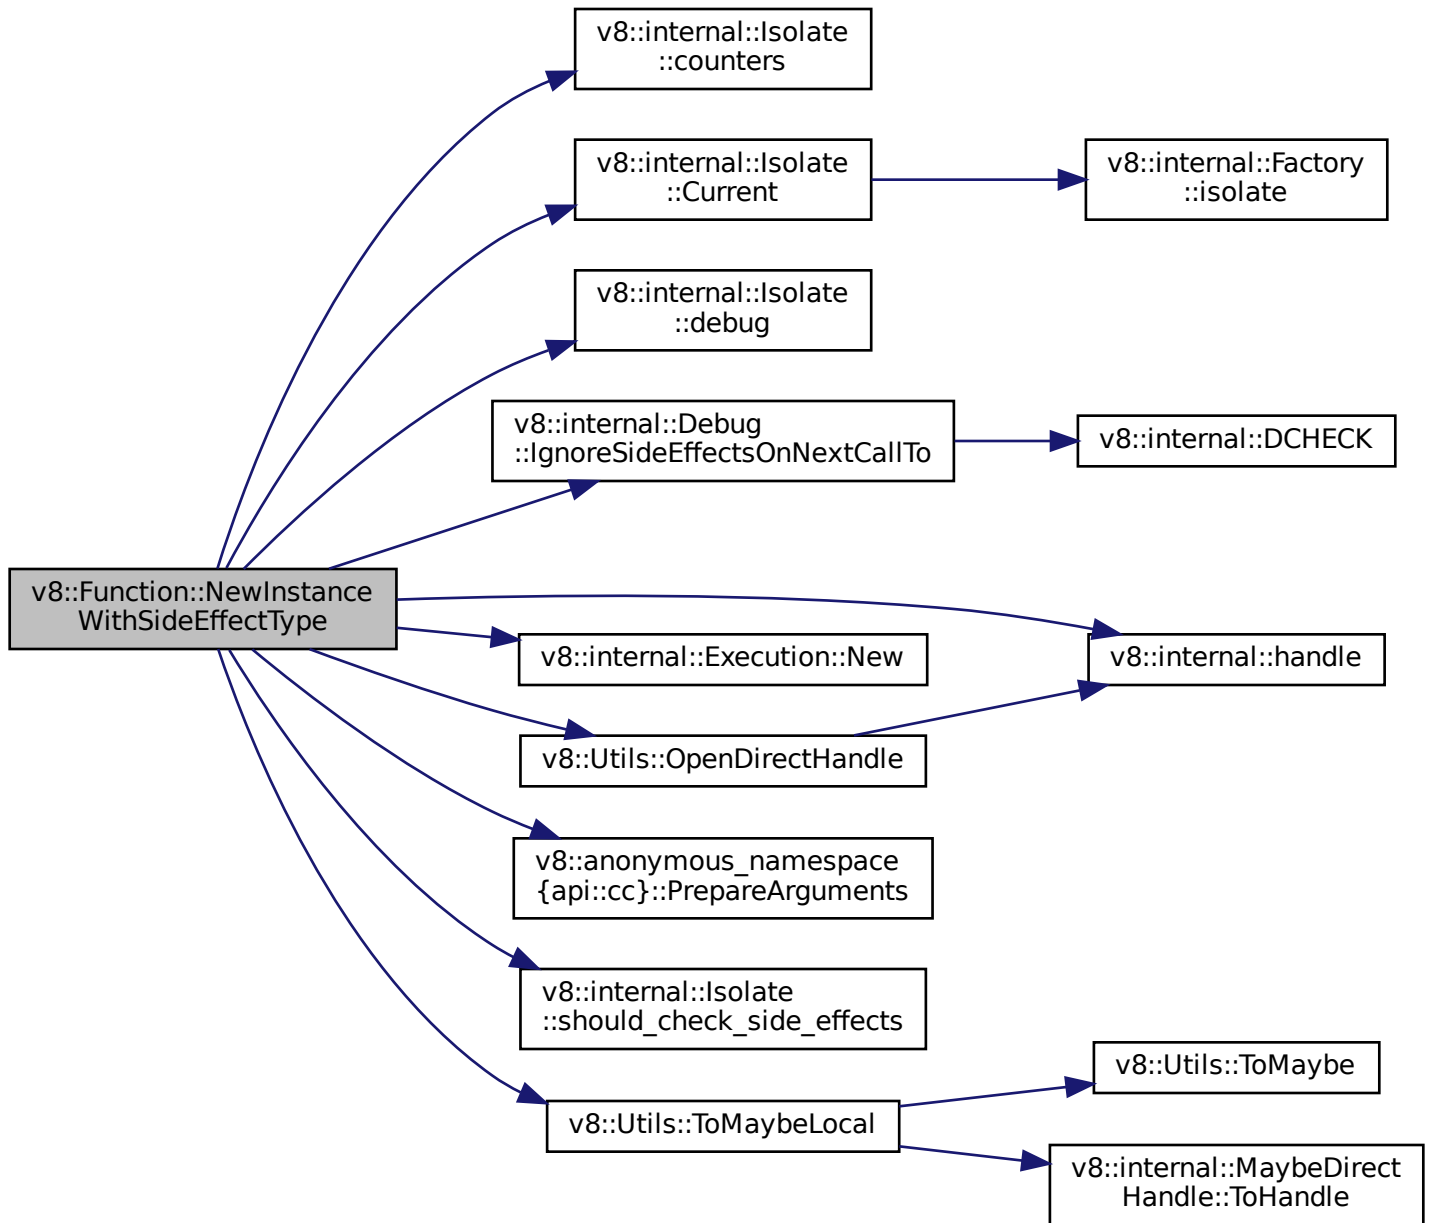 v8::internal::Isolate
::counters
v8::internal::Isolate
::Current
v8::internal::Factory
::isolate
v8::internal::Isolate
::debug
v8::internal::Debug
::IgnoreSideEffectsOnNextCallTo
v8::internal::DCHECK
v8::Function::NewInstance
WithSideEffectType
v8::internal::Execution::New
v8::internal::handle
v8::Utils::OpenDirectHandle
v8::anonymous_namespace
{api::cc}::PrepareArguments
v8::internal::Isolate
::should_check_side_effects
v8::Utils::ToMaybeLocal
v8::Utils::ToMaybe
v8::internal::MaybeDirect
Handle::ToHandle